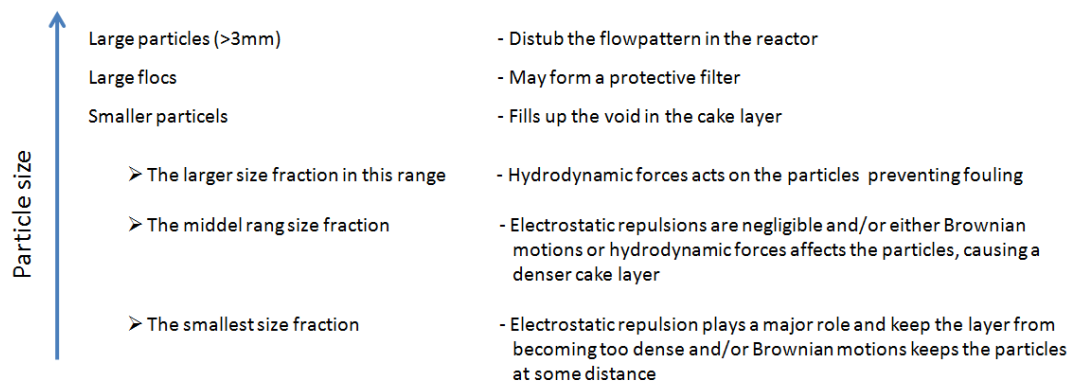 Large particles (>3mm) - Distub the flowpattern in the reactor
Large flocs - May form a protective filter
Smaller particels - Fills up the void in the cake layer
Particle size
➤ The larger size fraction in this range - Hydrodynamic forces acts on the particles preventing fouling
➤ The middel rang size fraction - Electrostatic repulsions are negligible and/or either Brownian
motions or hydrodynamic forces affects the particles, causing a
denser cake layer
➤ The smallest size fraction - Electrostatic repulsion plays a major role and keep the layer from
becoming too dense and/or Brownian motions keeps the particles
at some distance